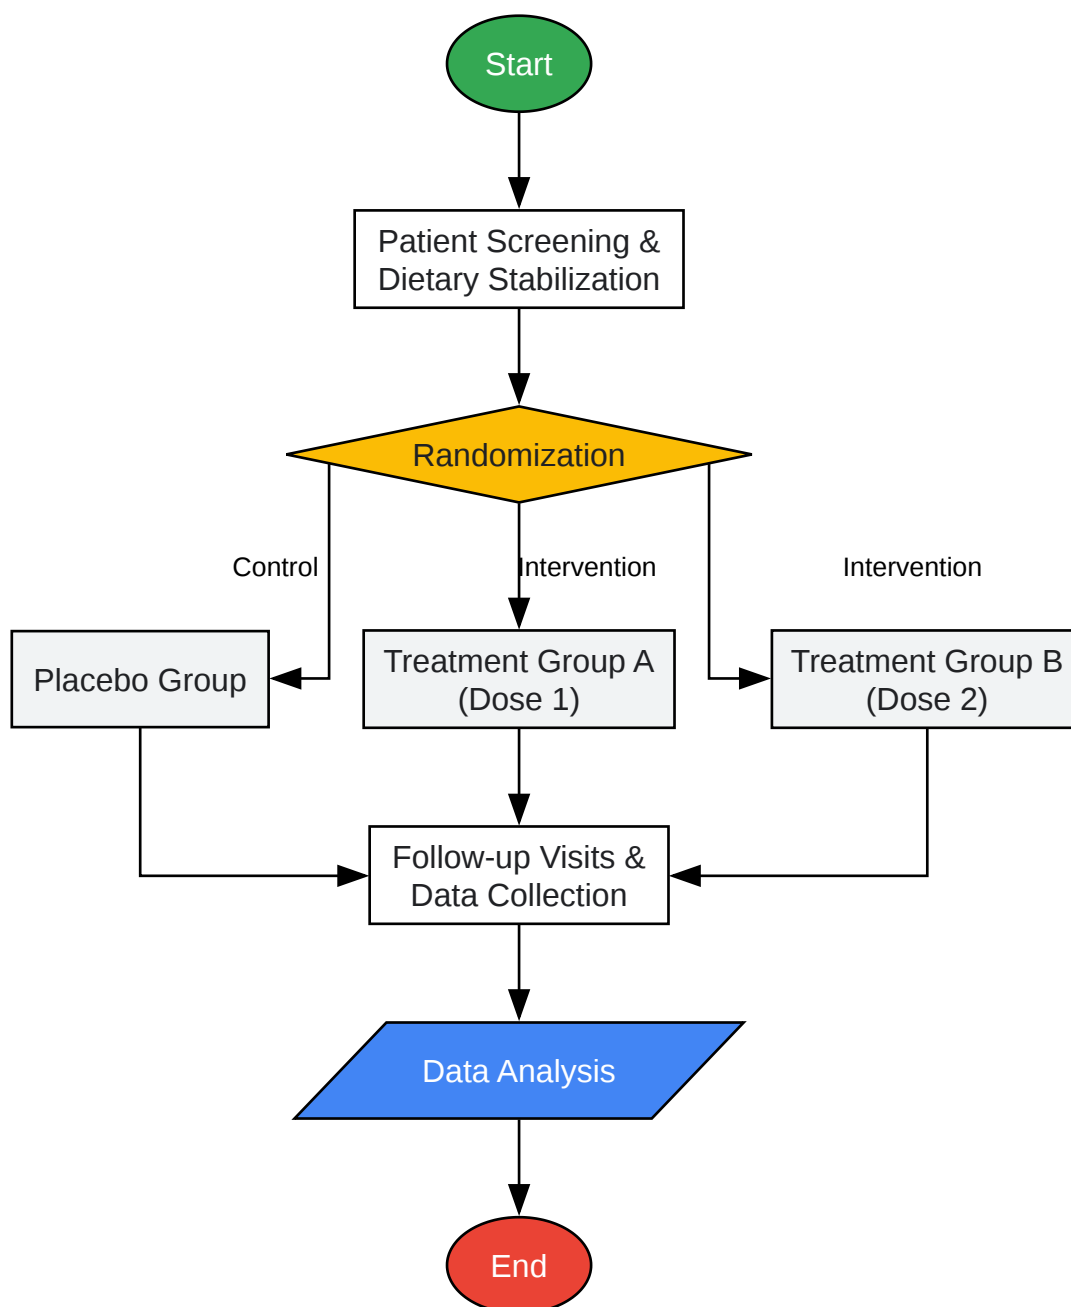 Start
Patient Screening &
Dietary Stabilization
Randomization
Control
Intervention
Intervention
Placebo Group
Treatment Group A
(Dose 1)
Treatment Group B
(Dose 2)
Follow-up Visits &
Data Collection
Data Analysis
End